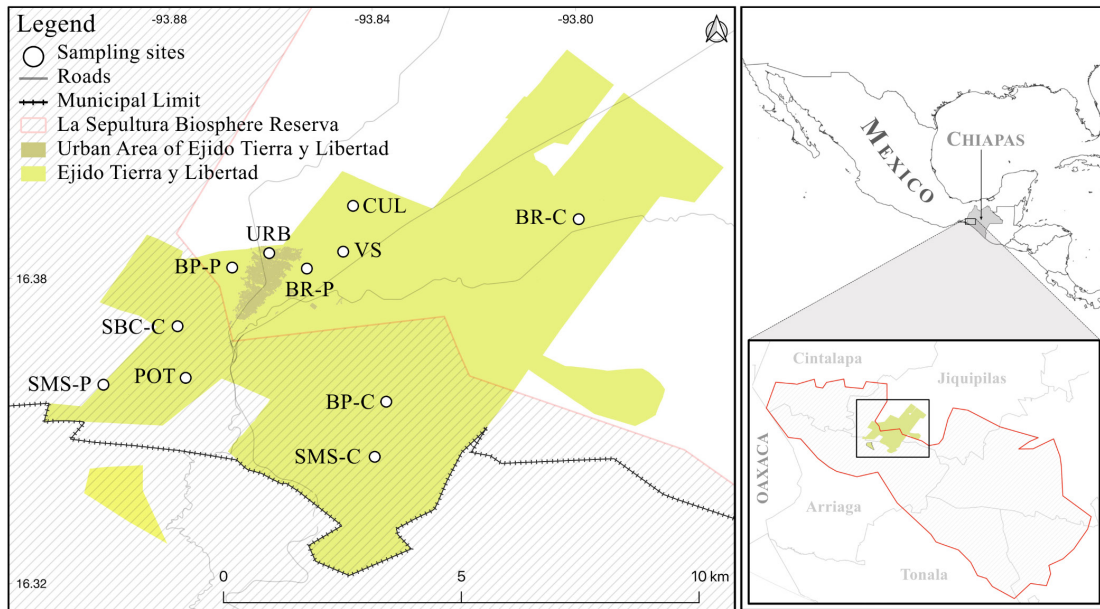 -93.88
-93.84
-93.80
Legend
Sampling sites
Roads
Municipal Limit
La Sepultura Biosphere Reserva
Urban Area of Ejido Tierra y Libertad
Ejido Tierra y Libertad
CUL
BR-C
URB
VS
BP-P
BR-P
16.38
SBC-C
SMS-P
POT
BP-C
SMS-C
16.32
0
5
10 km
MEXICO
CHIAPAS
Cintalapa
Jiquipilas
OAXACA
Arriaga
Tonala